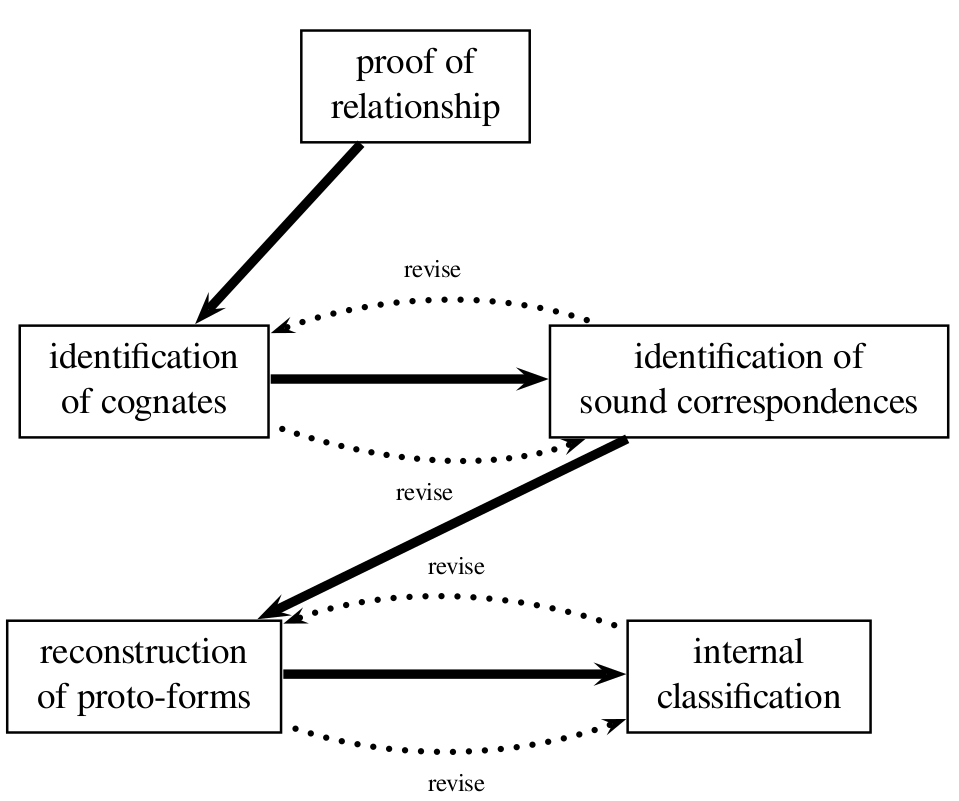 proof of
relationship
revise
identification
of cognates
identification of
sound correspondences
revise
revise
reconstruction
of proto-forms
internal
classification
revise